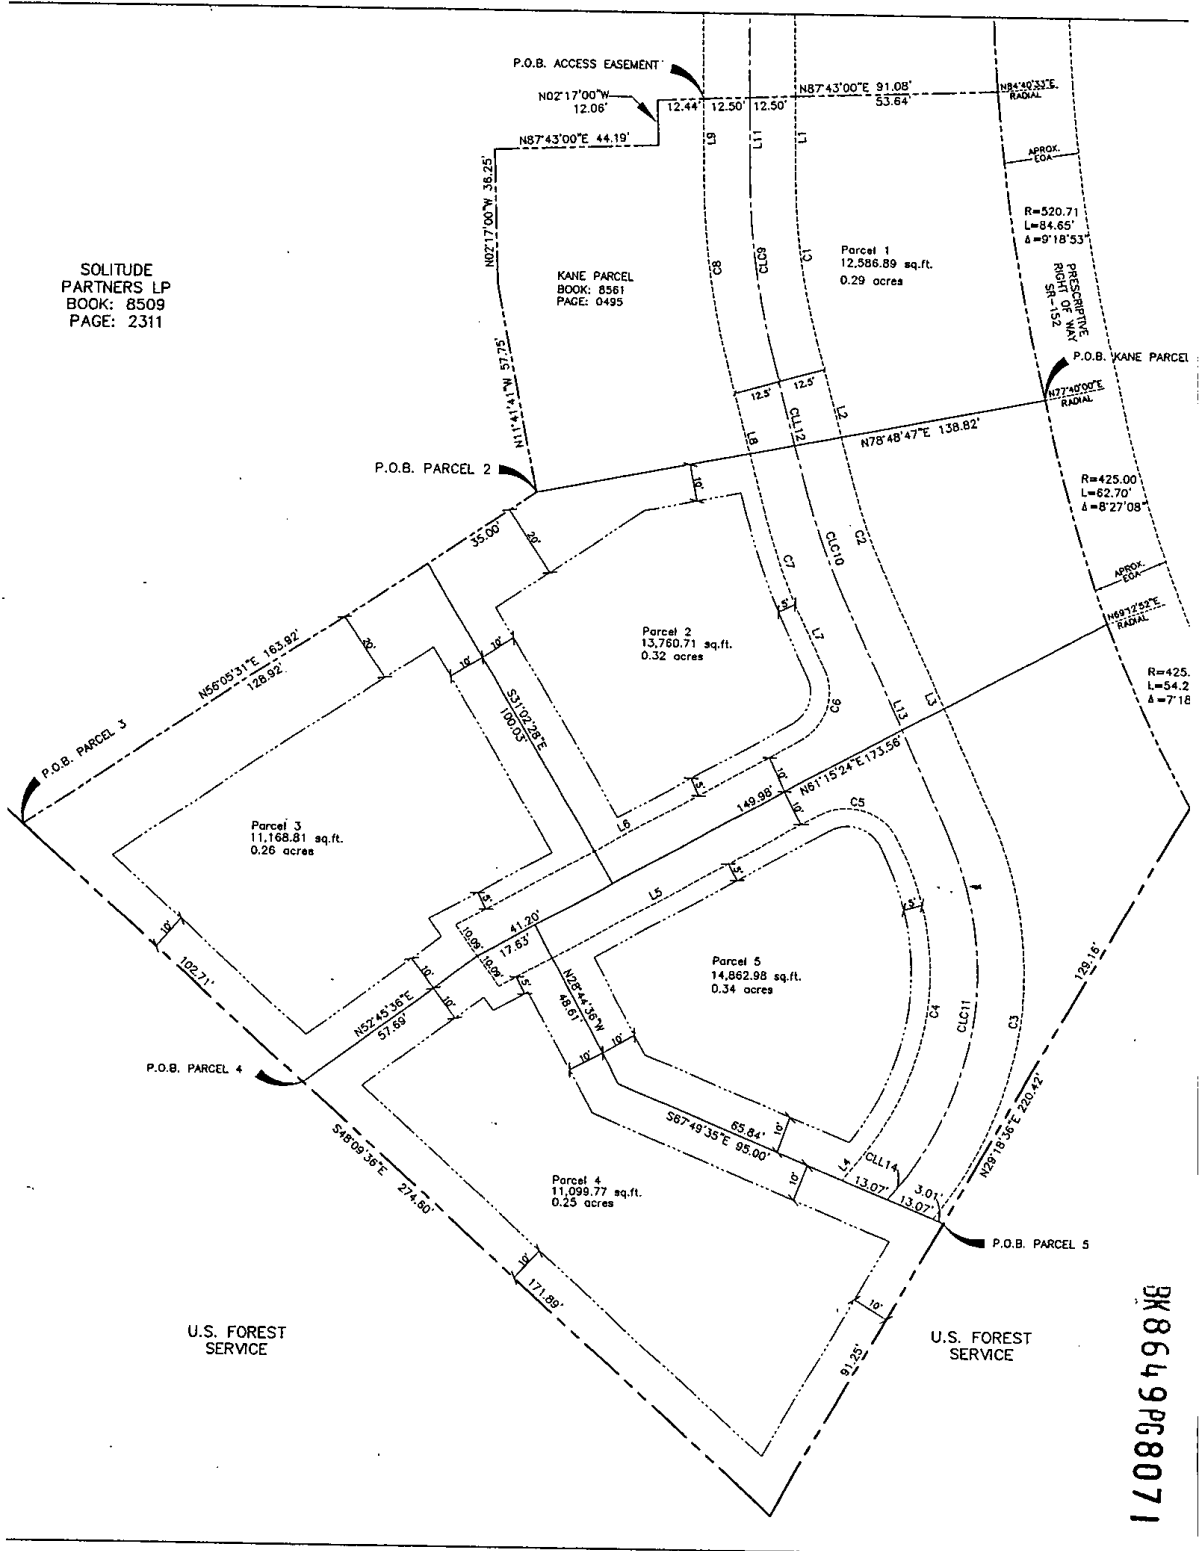 P.O.B. ACCESS EASEMENT
N02°17'00"W
12.06'
12.44'
12.50'
12.50'
N87°43'00"E 91.08'
53.64'
N84°40'33"E
RADIAL
N87°43'00"E 44.19'
L9
L11
L1
APROX.
EOA
N02°17'00"W 36.25'
R=520.71
L=84.65'
Δ=9°18'53"
SOLITUDE
PARTNERS LP
BOOK: 8509
PAGE: 2311
KANE PARCEL
BOOK: 8561
PAGE: 0495
C8
CLC9
C1
Parcel 1
12,586.89 sq.ft.
0.29 acres
PRESCRIPTIVE
RIGHT OF WAY
SR-152
P.O.B. KANE PARCEL
N11°41'41"W 57.75'
12.5'
12.5'
N77°40'00"E
RADIAL
L8
CLL12
L2
N78°48'47"E 138.82'
P.O.B. PARCEL 2
10'
R=425.00'
L=62.70'
Δ=8°27'08"
35.00'
20'
C7
CLC10
C2
APROX.
EOA
N69°12'52"E
RADIAL
5'
L7
Parcel 2
13,760.71 sq.ft.
0.32 acres
N56°05'31"E 163.92'
128.92'
20'
10'
10'
R=425.
L=54.2
Δ=7°18
S31°02'28"E
100.03'
C6
L13
L3
P.O.B. PARCEL 3
10'
N61°15'24"E 173.56'
5'
149.98'
10'
C5
L6
Parcel 3
11,168.81 sq.ft.
0.26 acres
5'
5'
L5
5'
41.20'
17.63'
10.09'
10.09'
10'
102.71'
10'
5'
Parcel 5
14,862.98 sq.ft.
0.34 acres
129.16'
N52°45'36"E
57.69'
10'
N28°44'36"W
48.61'
C4
CLC11
C3
10'
10'
P.O.B. PARCEL 4
N29°18'36"E 220.42'
65.84'
S67°49'35"E 95.00'
10'
S48°09'36"E
274.60'
L4
CLL14
13.07'
3.01'
13.07'
10'
Parcel 4
11,099.77 sq.ft.
0.25 acres
P.O.B. PARCEL 5
10'
171.89'
10'
U.S. FOREST
SERVICE
U.S. FOREST
SERVICE
91.25'
BK8649PG8071